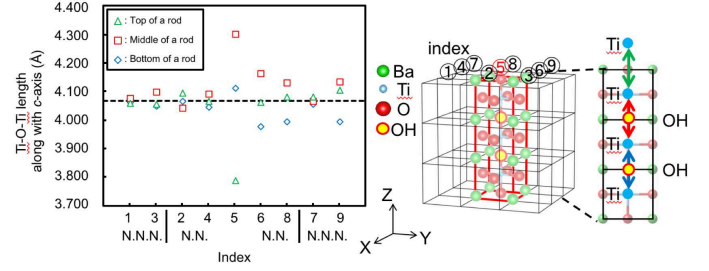 4.400
4.300
4.200
4.100
4.000
3.900
3.800
3.700
Ti-O-Ti length
along with c-axis (Å)
: Top of a rod
: Middle of a rod
: Bottom of a rod
1 3 2 4 5 6 8 7 9
N.N.N. N.N. N.N. N.N.N.
Index
index
1 4 7 2 5 8 3 6 9
Ba
Ti
O
OH
Z
X
Y
Ti
Ti
OH
Ti
OH
Ti